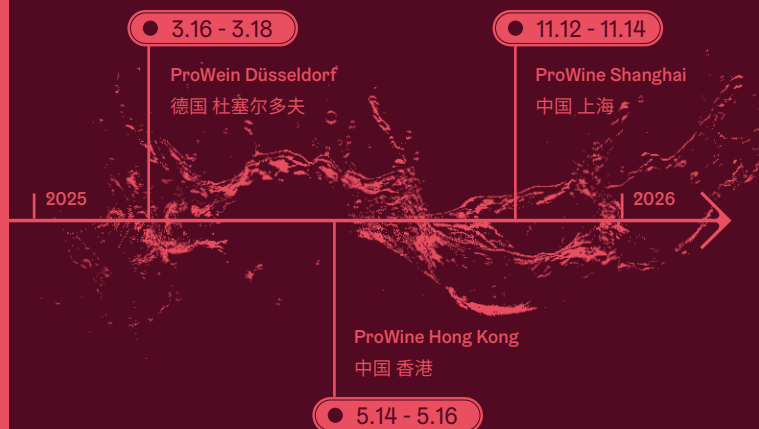 3.16 - 3.18
ProWein Düsseldorf
德国 杜塞尔多夫
11.12 - 11.14
ProWine Shanghai
中国 上海
2025
2026
ProWine Hong Kong
中国 香港
5.14 - 5.16